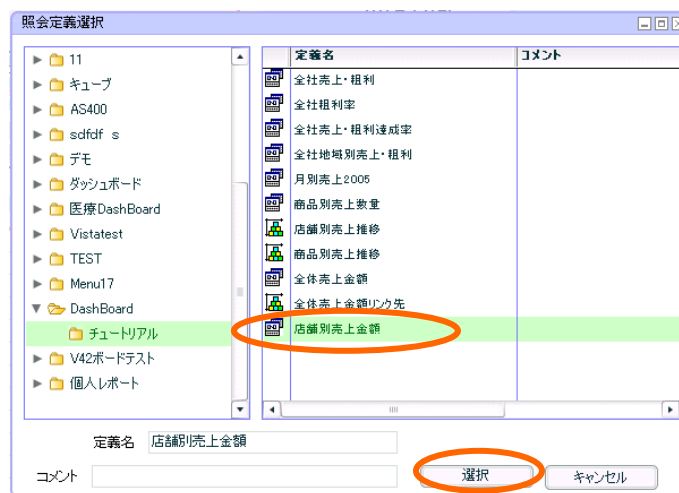 照会定義選択
11
キューブ
AS400
sdfdf s
デモ
ダッシュボード
医療DashBoard
Vistatest
TEST
Menu17
DashBoard
チュートリアル
V42ボードテスト
個人レポート
定義名 コメント
全社売上・粗利
全社粗利率
全社売上・粗利達成率
全社地域別売上・粗利
月別売上2005
商品別売上数量
店舗別売上推移
商品別売上推移
全体売上金額
全体売上金額リンク先
店舗別売上金額
定義名 店舗別売上金額
コメント 選択 キャンセル